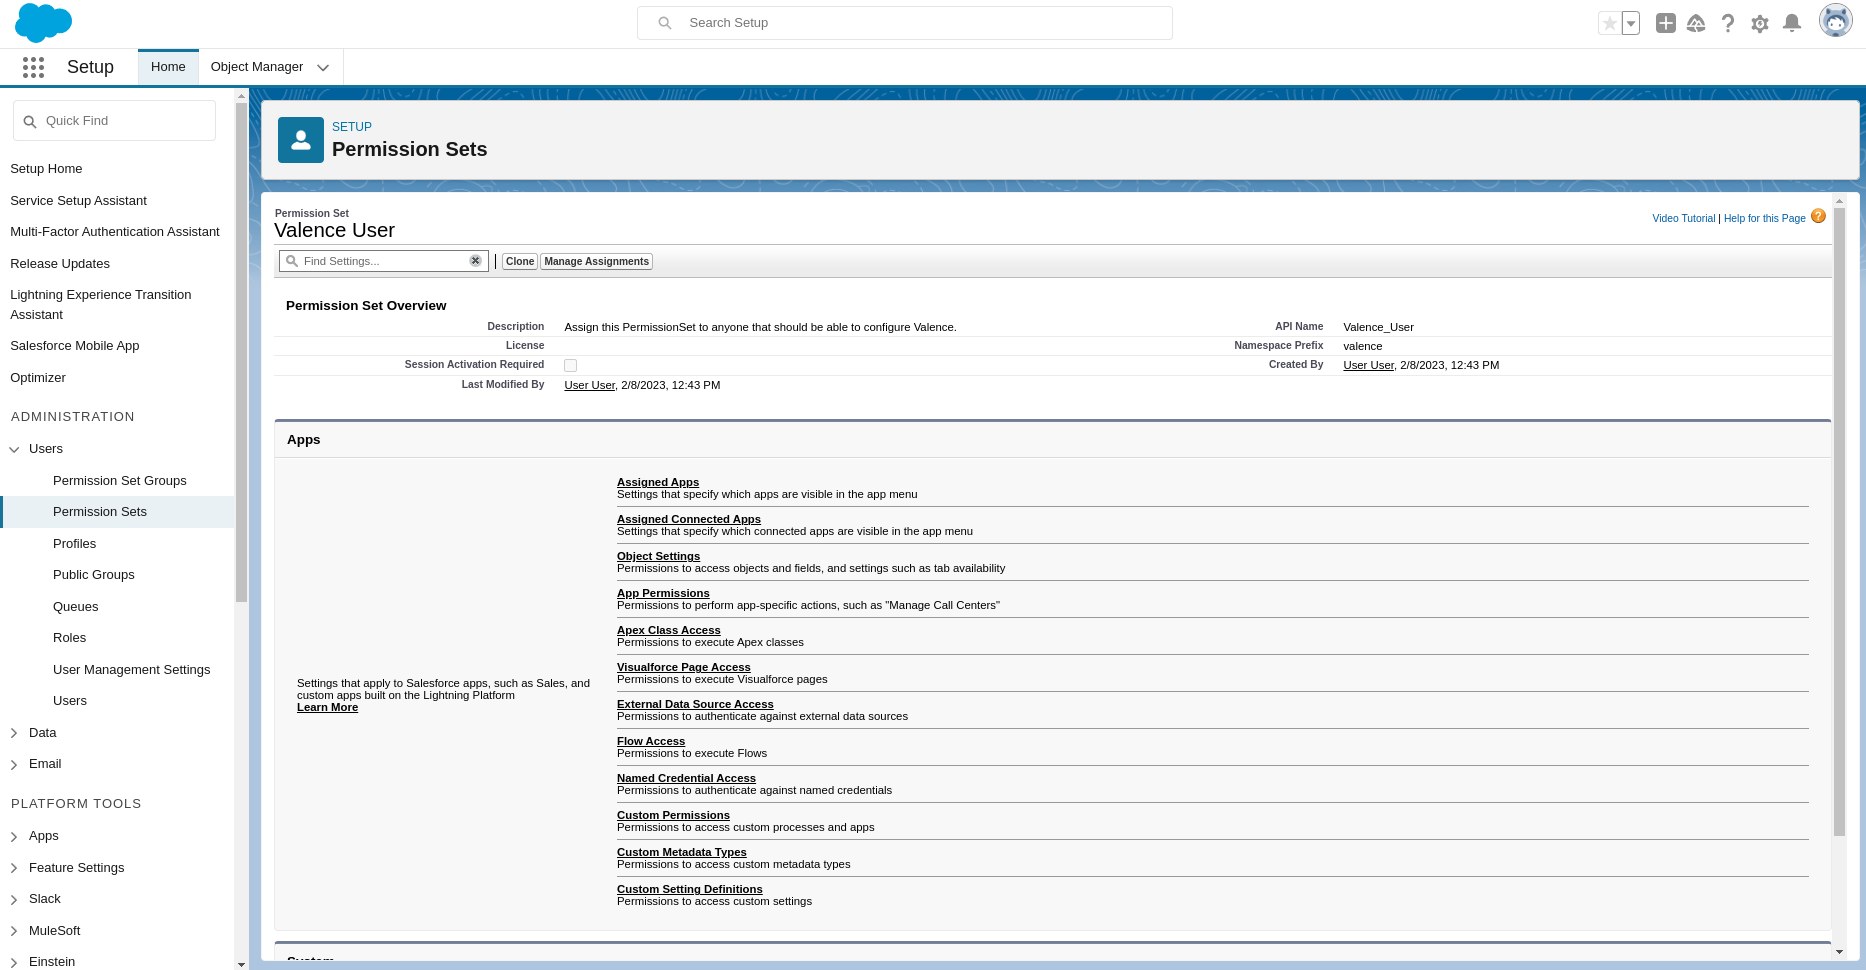 Search Setup
Setup
Home
Object Manager
Quick Find
Setup Home
Service Setup Assistant
Multi-Factor Authentication Assistant
Release Updates
Lightning Experience Transition
Assistant
Salesforce Mobile App
Optimizer
ADMINISTRATION
Users
Permission Set Groups
Permission Sets
Profiles
Public Groups
Queues
Roles
User Management Settings
Users
Data
Email
PLATFORM TOOLS
Apps
Feature Settings
Slack
MuleSoft
Einstein
SETUP
Permission Sets
Permission Set
Valence User
Video Tutorial | Help for this Page ?
Find Settings... | Clone Manage Assignments
Permission Set Overview
Description Assign this PermissionSet to anyone that should be able to configure Valence. API Name Valence_User
License Namespace Prefix valence
Session Activation Required Created By User User, 2/8/2023, 12:43 PM
Last Modified By User User, 2/8/2023, 12:43 PM
Apps
Settings that apply to Salesforce apps, such as Sales, and
custom apps built on the Lightning Platform
Learn More
Assigned Apps
Settings that specify which apps are visible in the app menu
Assigned Connected Apps
Settings that specify which connected apps are visible in the app menu
Object Settings
Permissions to access objects and fields, and settings such as tab availability
App Permissions
Permissions to perform app-specific actions, such as "Manage Call Centers"
Apex Class Access
Permissions to execute Apex classes
Visualforce Page Access
Permissions to execute Visualforce pages
External Data Source Access
Permissions to authenticate against external data sources
Flow Access
Permissions to execute Flows
Named Credential Access
Permissions to authenticate against named credentials
Custom Permissions
Permissions to access custom processes and apps
Custom Metadata Types
Permissions to access custom metadata types
Custom Setting Definitions
Permissions to access custom settings
System